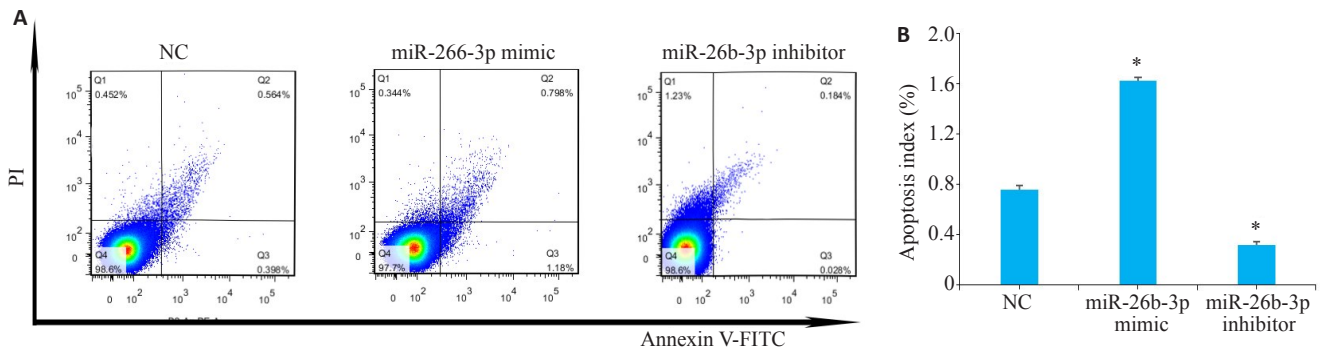 A
NC
miR-266-3p mimic
miR-26b-3p inhibitor
PI
Q1
0.452%
Q2
0.564%
Q4
98.6%
Q3
0.398%
10^5
10^4
10^3
10^2
0
0 10^2 10^3 10^4 10^5
Q1
0.344%
Q2
0.798%
Q4
97.7%
Q3
1.18%
10^5
10^4
10^3
10^2
0
0 10^2 10^3 10^4 10^5
Q1
1.23%
Q2
0.184%
Q4
98.6%
Q3
0.028%
10^5
10^4
10^3
10^2
0
0 10^2 10^3 10^4 10^5
Annexin V-FITC
B
Apoptosis index (%)
2.0
1.6
1.2
0.8
0.4
0
*
*
NC
miR-26b-3p
mimic
miR-26b-3p
inhibitor